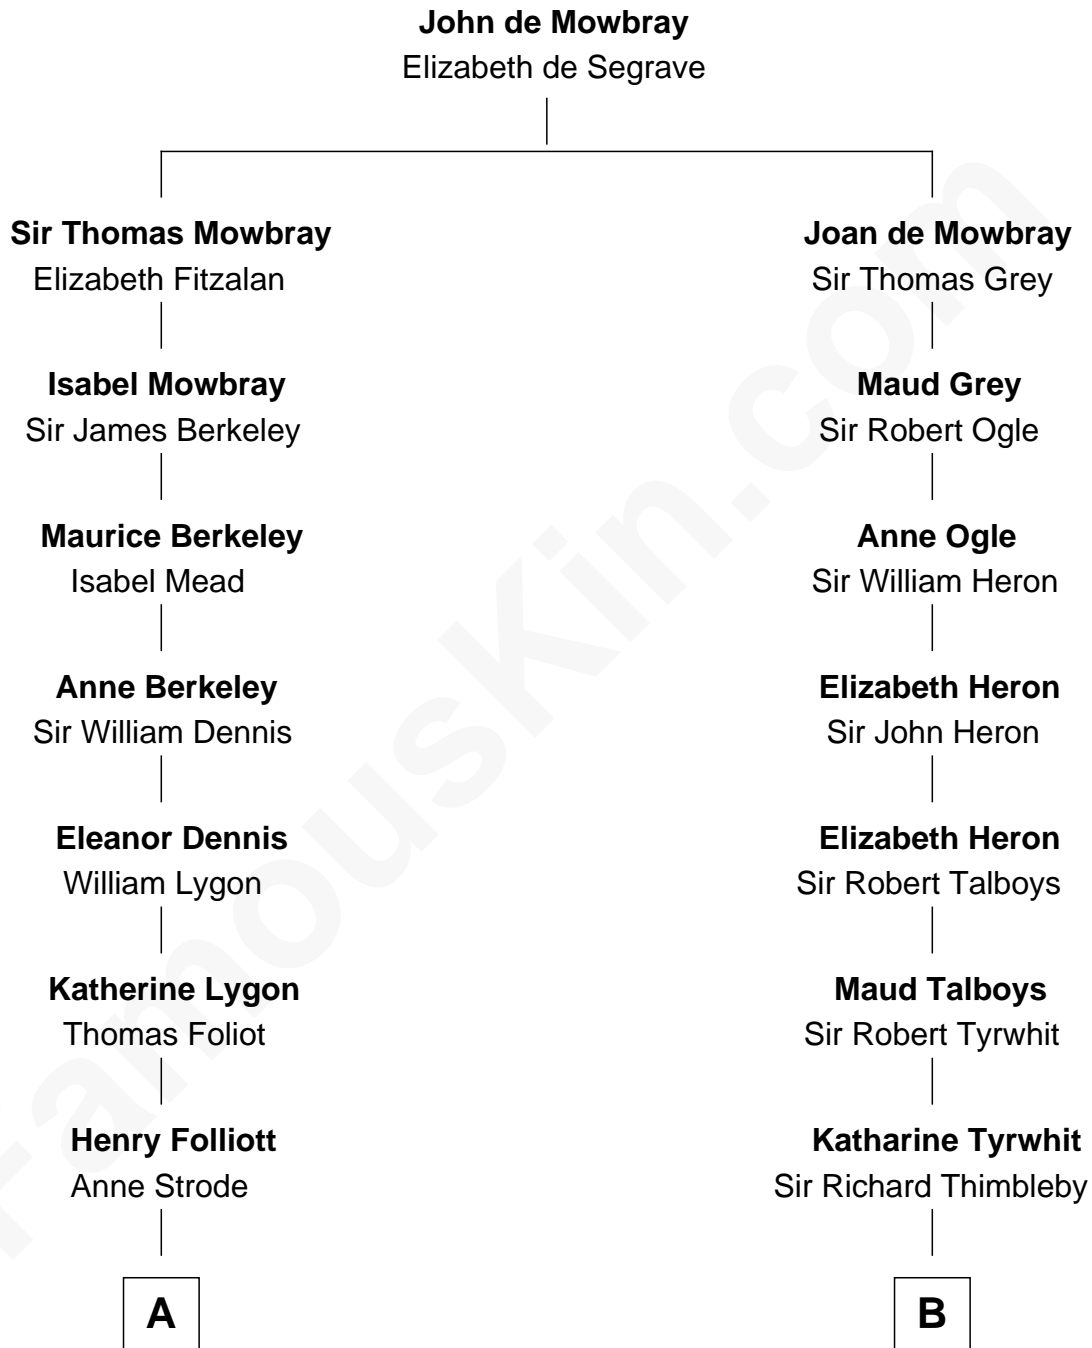 John de Mowbray
Elizabeth de Segrave
Sir Thomas Mowbray
Elizabeth Fitzalan
Joan de Mowbray
Sir Thomas Grey
Isabel Mowbray
Sir James Berkeley
Maud Grey
Sir Robert Ogle
Maurice Berkeley
Isabel Mead
Anne Ogle
Sir William Heron
Anne Berkeley
Sir William Dennis
Elizabeth Heron
Sir John Heron
Eleanor Dennis
William Lygon
Elizabeth Heron
Sir Robert Talboys
Katherine Lygon
Thomas Foliot
Maud Talboys
Sir Robert Tyrwhit
Henry Folliott
Anne Strode
Katharine Tyrwhit
Sir Richard Thimbleby
A
B
FamousKin.com